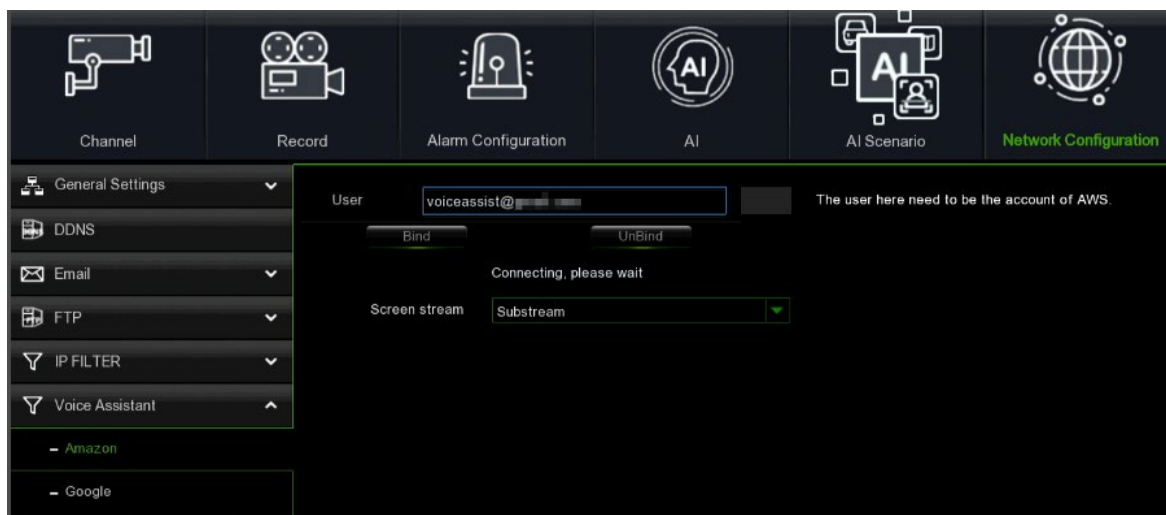 Channel
Record
Alarm Configuration
AI
AI Scenario
Network Configuration
General Settings
DDNS
Email
FTP
IP FILTER
Voice Assistant
Amazon
Google
User
voiceassist@
The user here need to be the account of AWS.
Bind
UnBind
Connecting, please wait
Screen stream
Substream